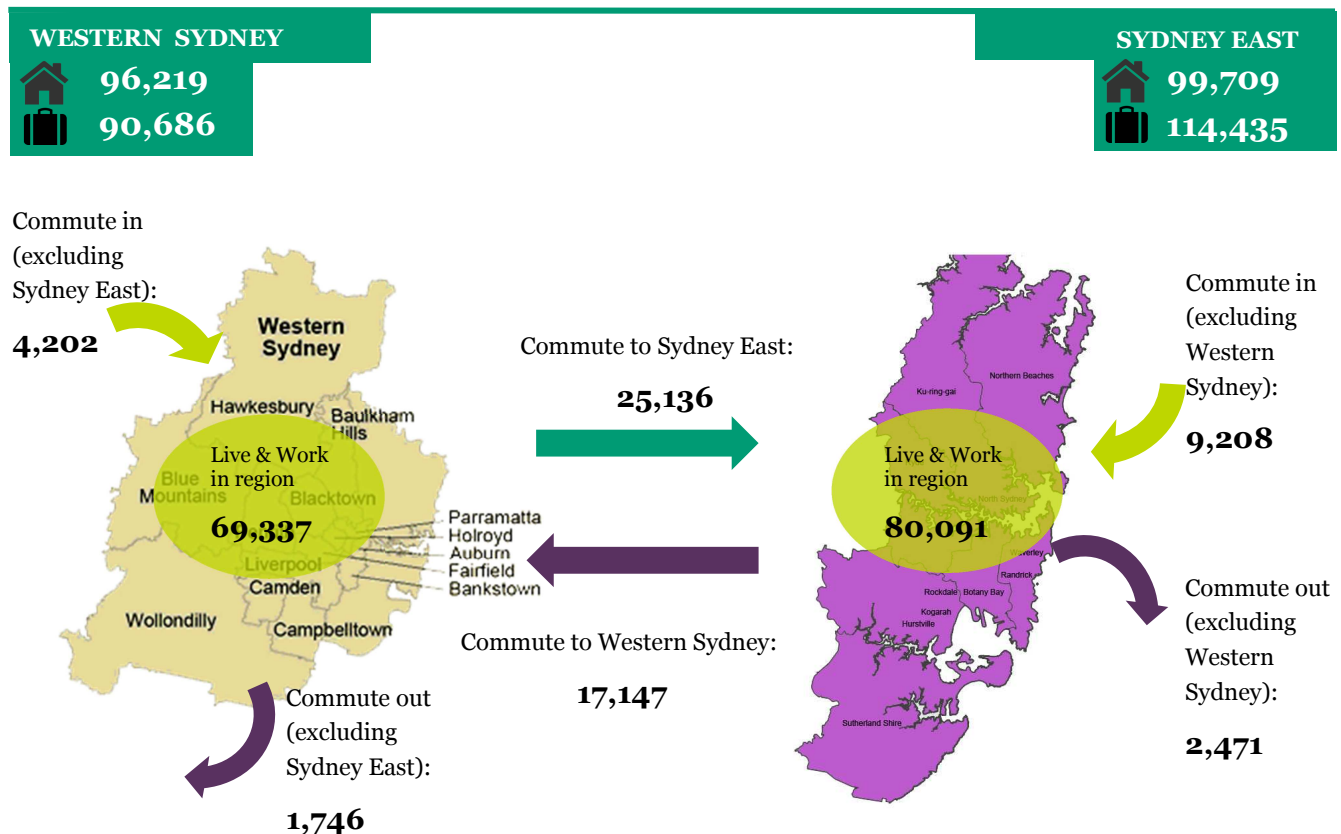 WESTERN SYDNEY
96,219
90,686
SYDNEY EAST
99,709
114,435
Commute in
(excluding
Sydney East):
4,202
Western
Sydney
Hawkesbury
Baulkham
Hills
Live & Work
in region
69,337
Blue
Mountains
Blacktown
Parramatta
Holroyd
Auburn
Fairfield
Bankstown
Liverpool
Camden
Wollondilly
Campbelltown
Commute out
(excluding
Sydney East):
1,746
Commute to Sydney East:
25,136
Commute to Western Sydney:
17,147
Northern Beaches
Ku-ring-gai
Live & Work
in region
80,091
North Sydney
Waverley
Randrick
Rockdale
Botany Bay
Kogarah
Hurstville
Sutherland Shire
Commute in
(excluding
Western
Sydney):
9,208
Commute out
(excluding
Western
Sydney):
2,471